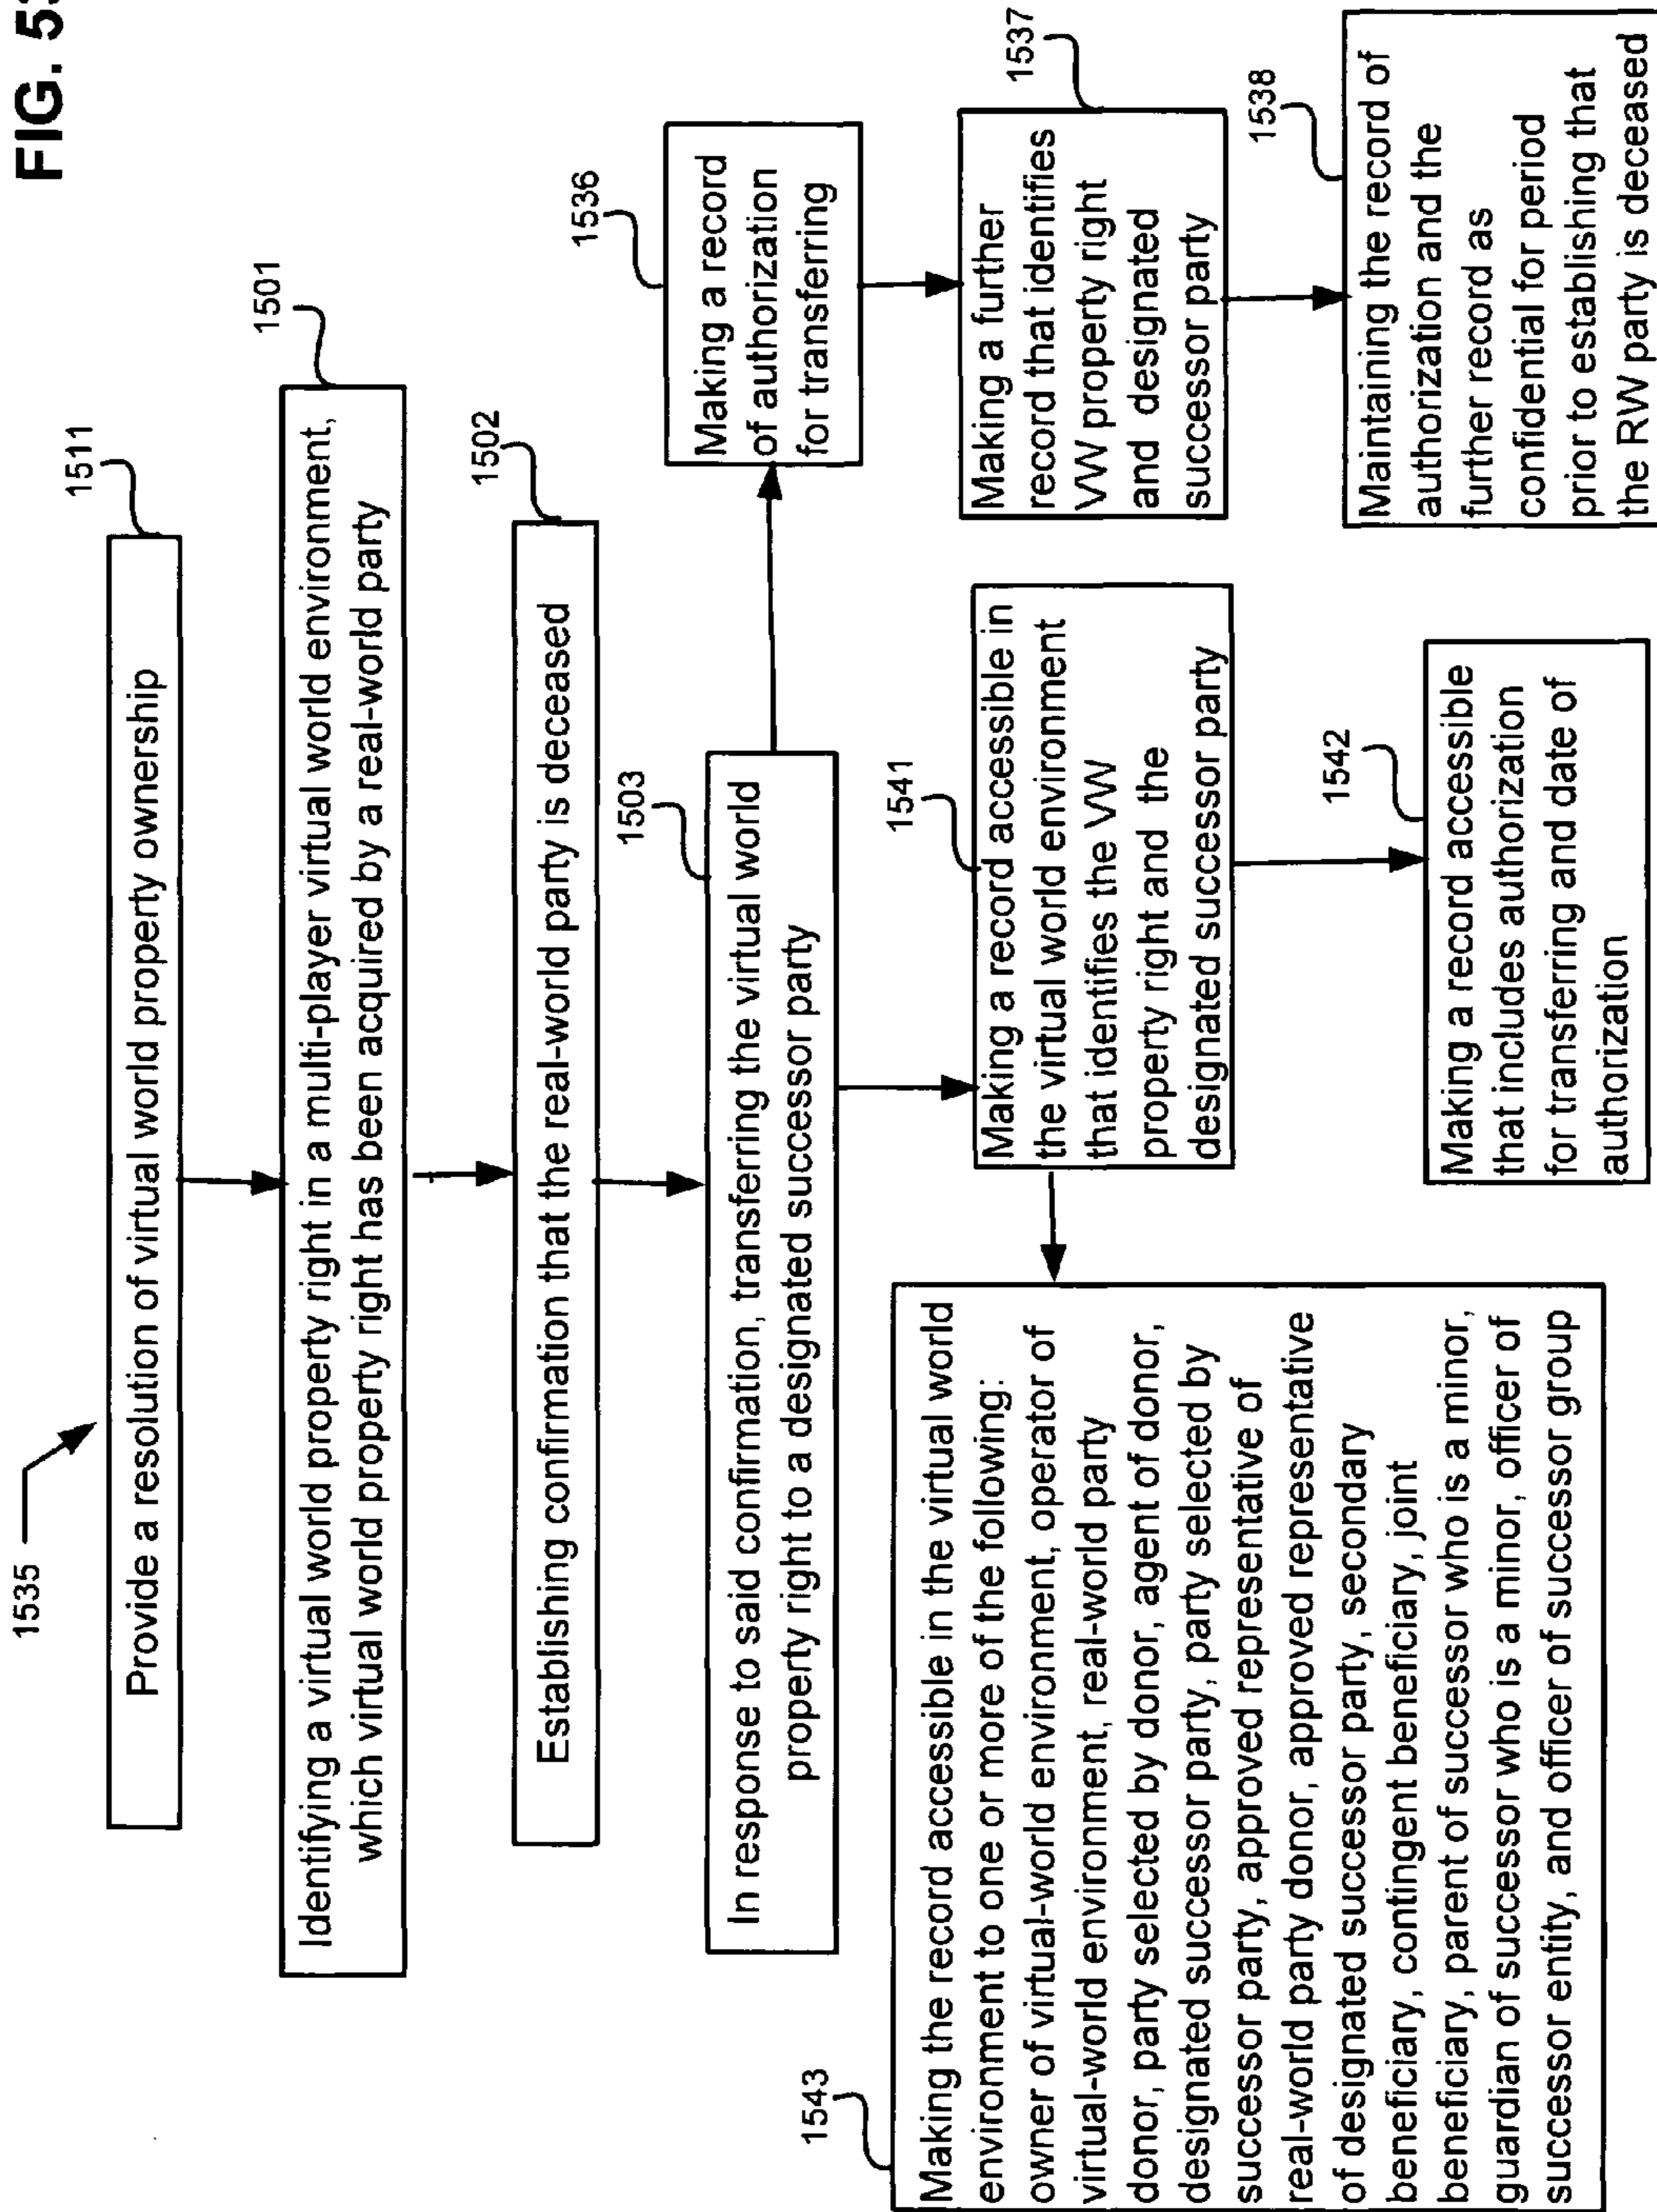 FIG.
1535
1511
Provide a resolution of virtual world property ownership
1501
Identifying a virtual world property right in a multi-player virtual world environment,
which virtual world property right has been acquired by a real-world party
1502
Establishing confirmation that the real-world party is deceased
1503
In response to said confirmation, transferring the virtual world
property right to a designated successor party
1536
Making a record
of authorization
for transferring
1537
Making a further
record that identifies
VW property right
and designated
successor party
1538
Maintaining the record of
authorization and the
further record as
confidential for period
prior to establishing that
the RW party is deceased
1541
Making a record accessible in
the virtual world environment
that identifies the VW
property right and the
designated successor party
1542
Making a record accessible
that includes authorization
for transferring and date of
authorization
1543
Making the record accessible in the virtual world
environment to one or more of the following:
owner of virtual-world environment, operator of
virtual-world environment, real-world party
donor, party selected by donor, agent of donor,
designated successor party, party selected by
successor party, approved representative of
real-world party donor, approved representative
of designated successor party, secondary
beneficiary, contingent beneficiary, joint
beneficiary, parent of successor who is a minor,
guardian of successor who is a minor, officer of
successor entity, and officer of successor group